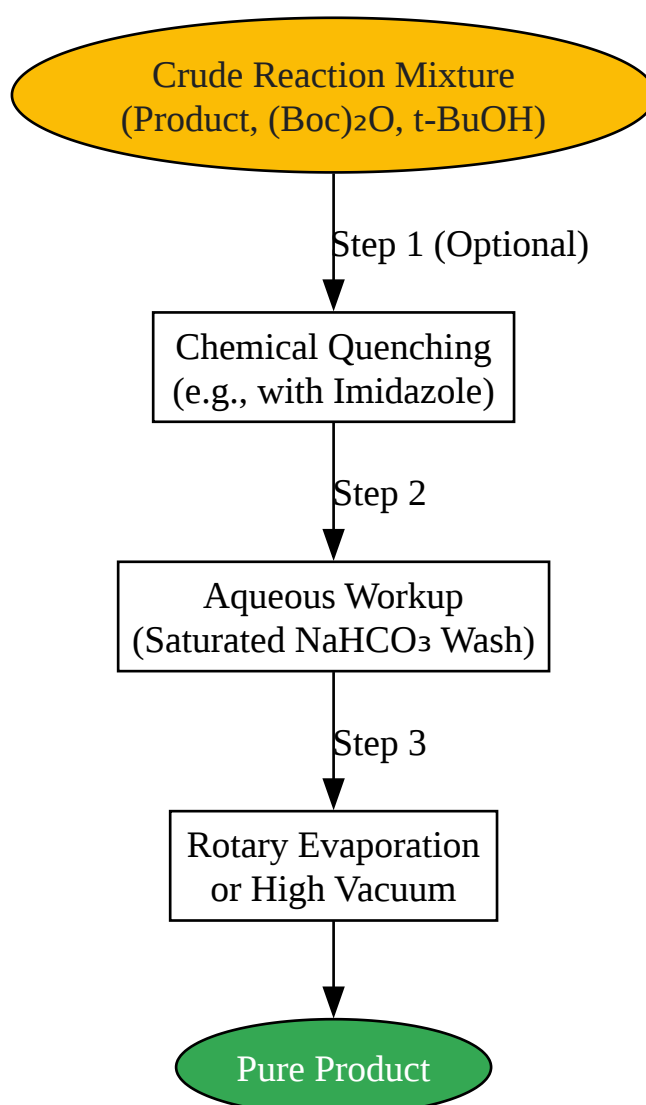 Crude Reaction Mixture
(Product, (Boc)₂O, t-BuOH)
Step 1 (Optional)
Chemical Quenching
(e.g., with Imidazole)
Step 2
Aqueous Workup
(Saturated NaHCO₃ Wash)
Step 3
Rotary Evaporation
or High Vacuum
Pure Product